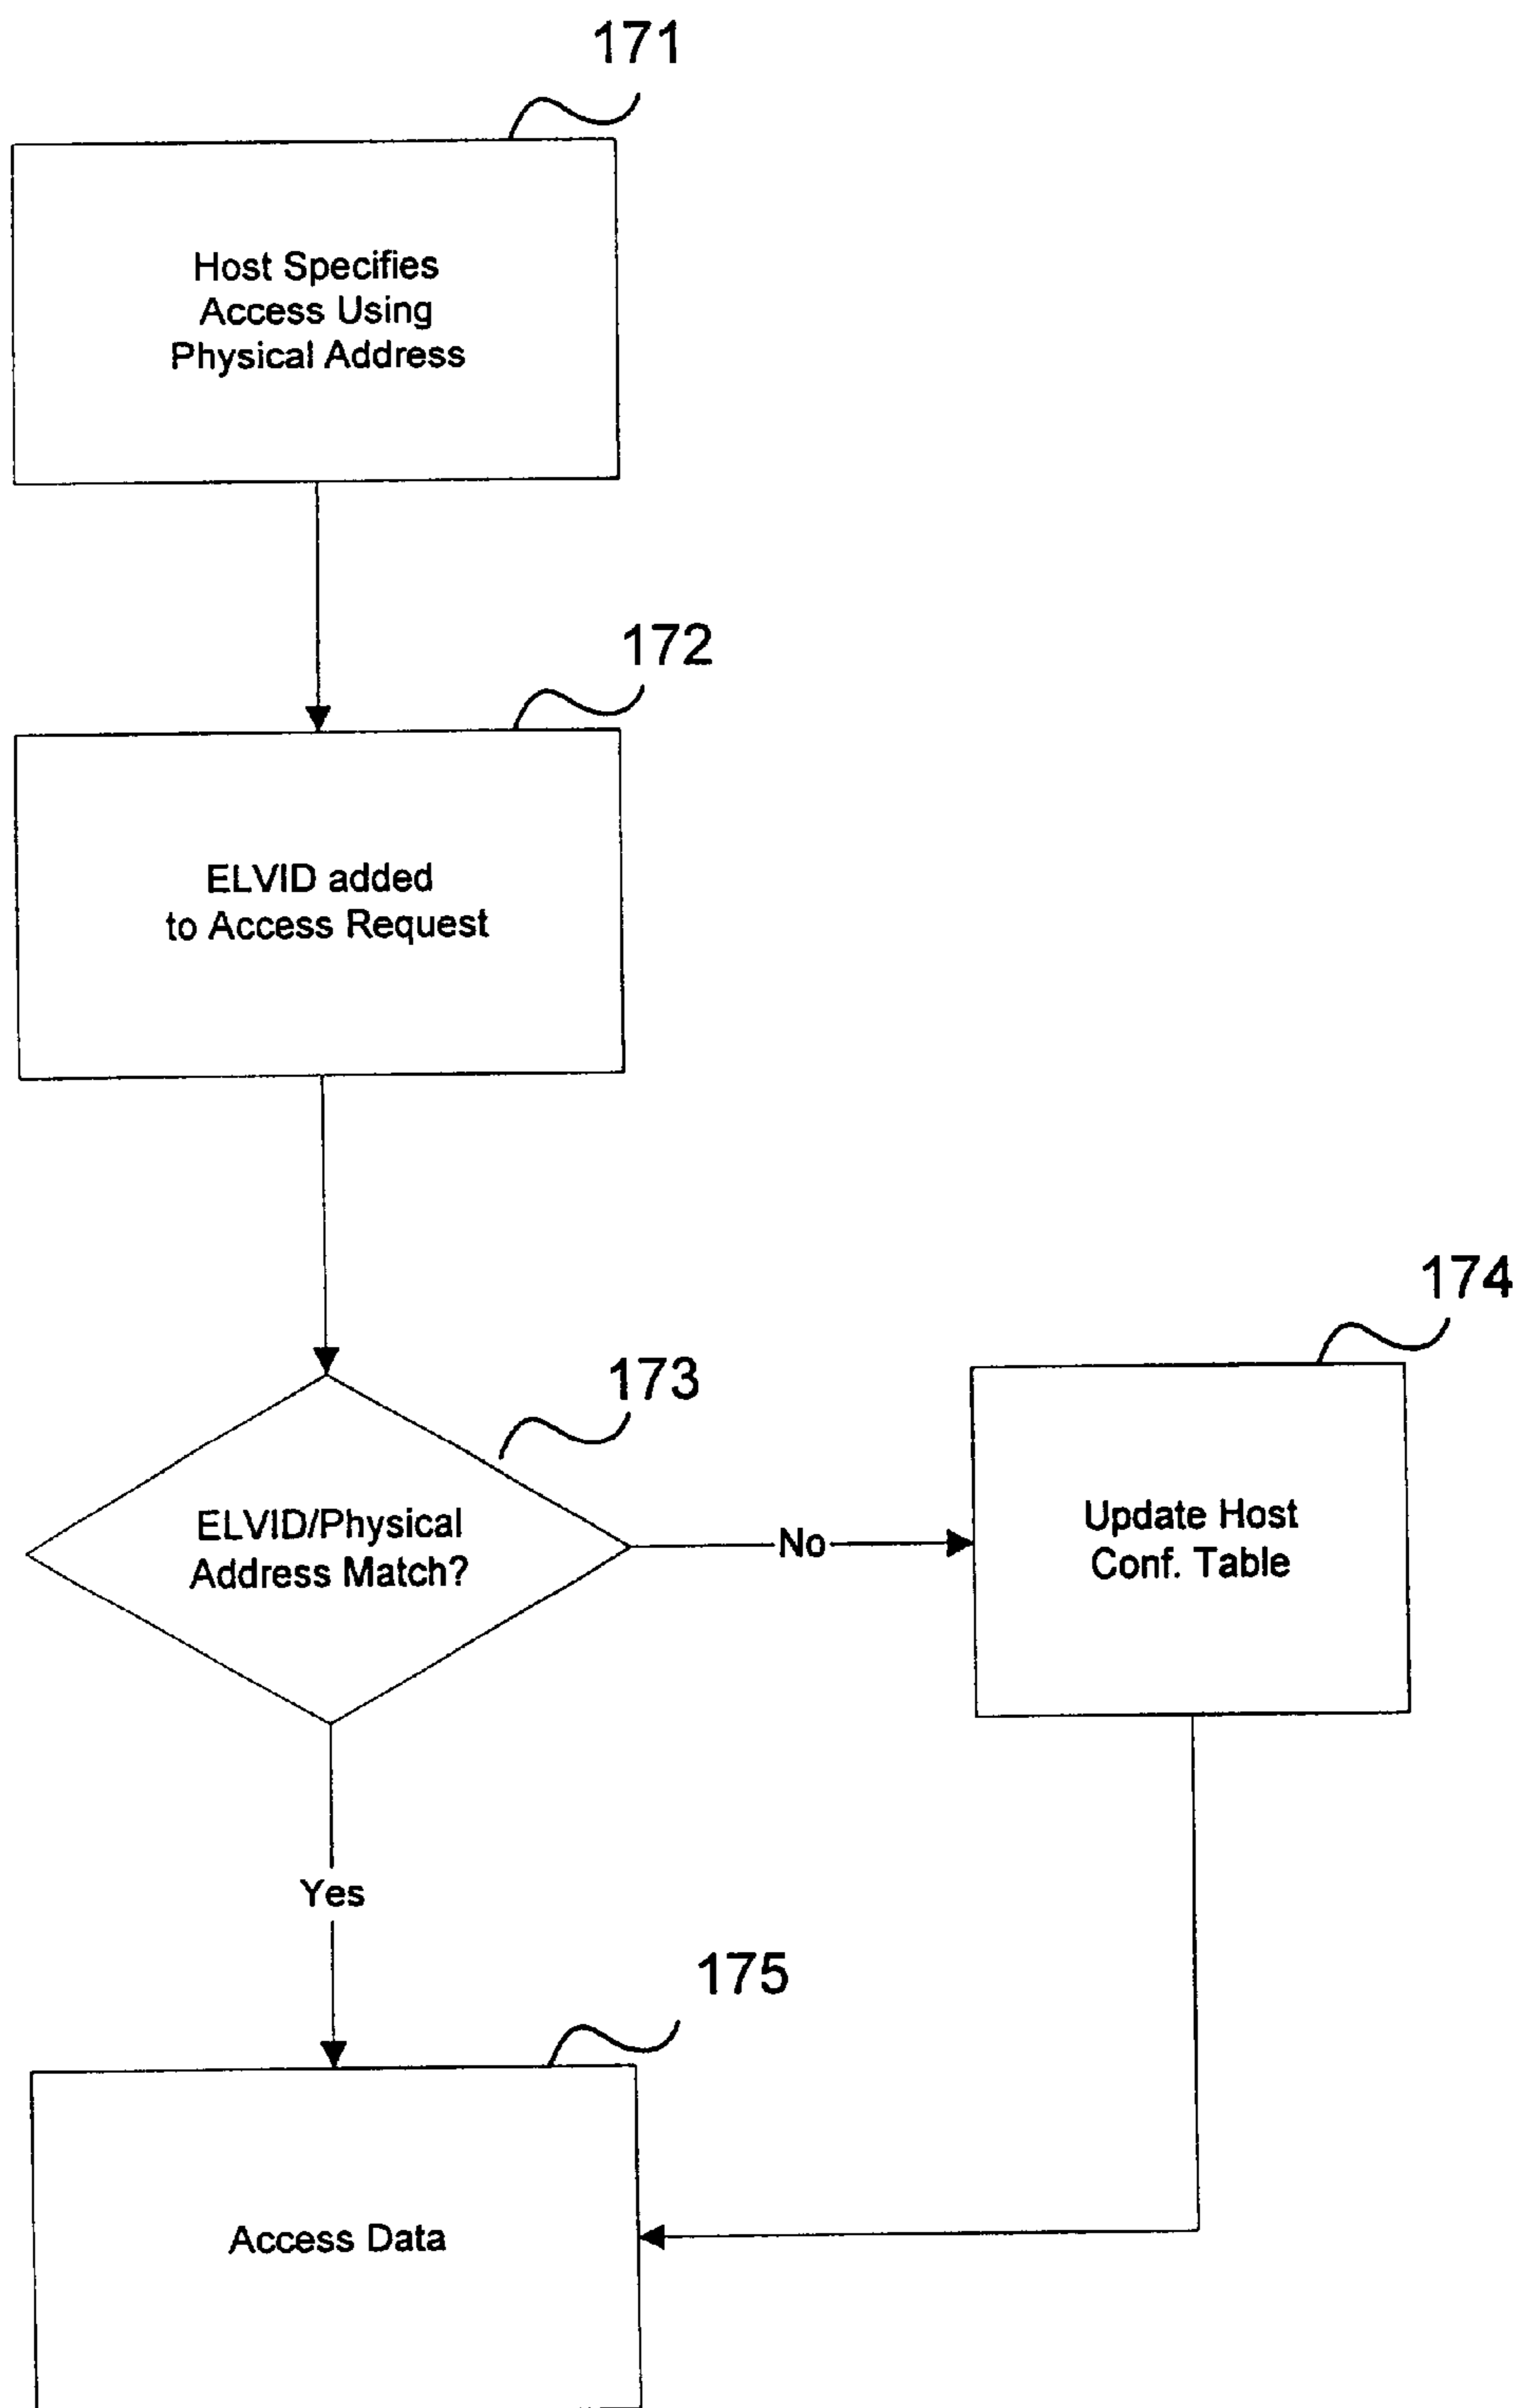 171
Host Specifies
Access Using
Physical Address
172
ELVID added
to Access Request
173
ELVID/Physical
Address Match?
No
174
Update Host
Conf. Table
Yes
175
Access Data